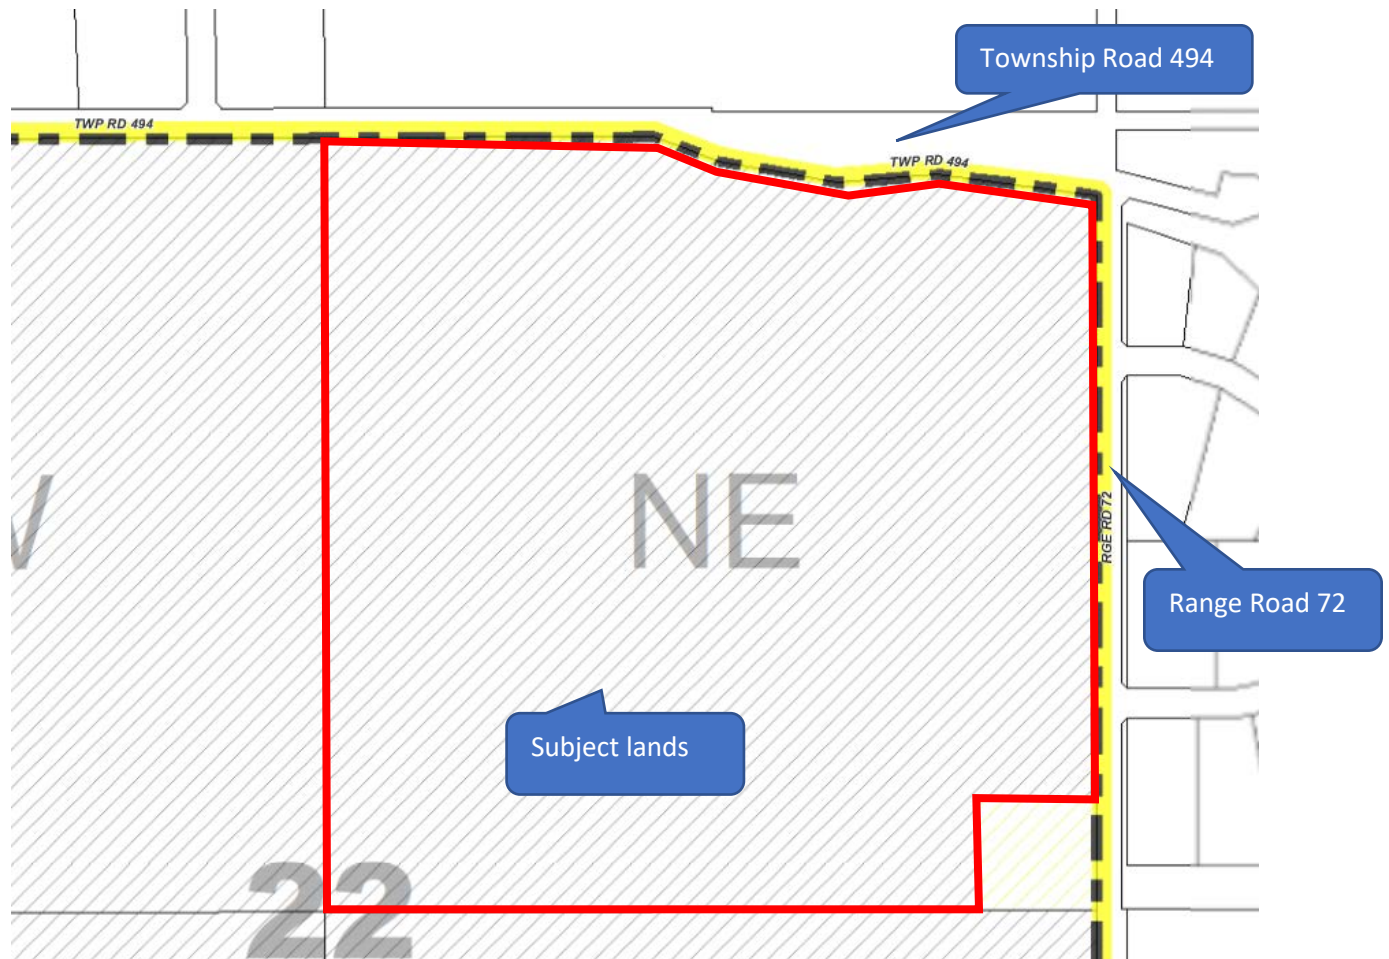 Township Road 494
TWP RD 494
TWP RD 494
NE
RGE RD 72
Range Road 72
Subject lands
22